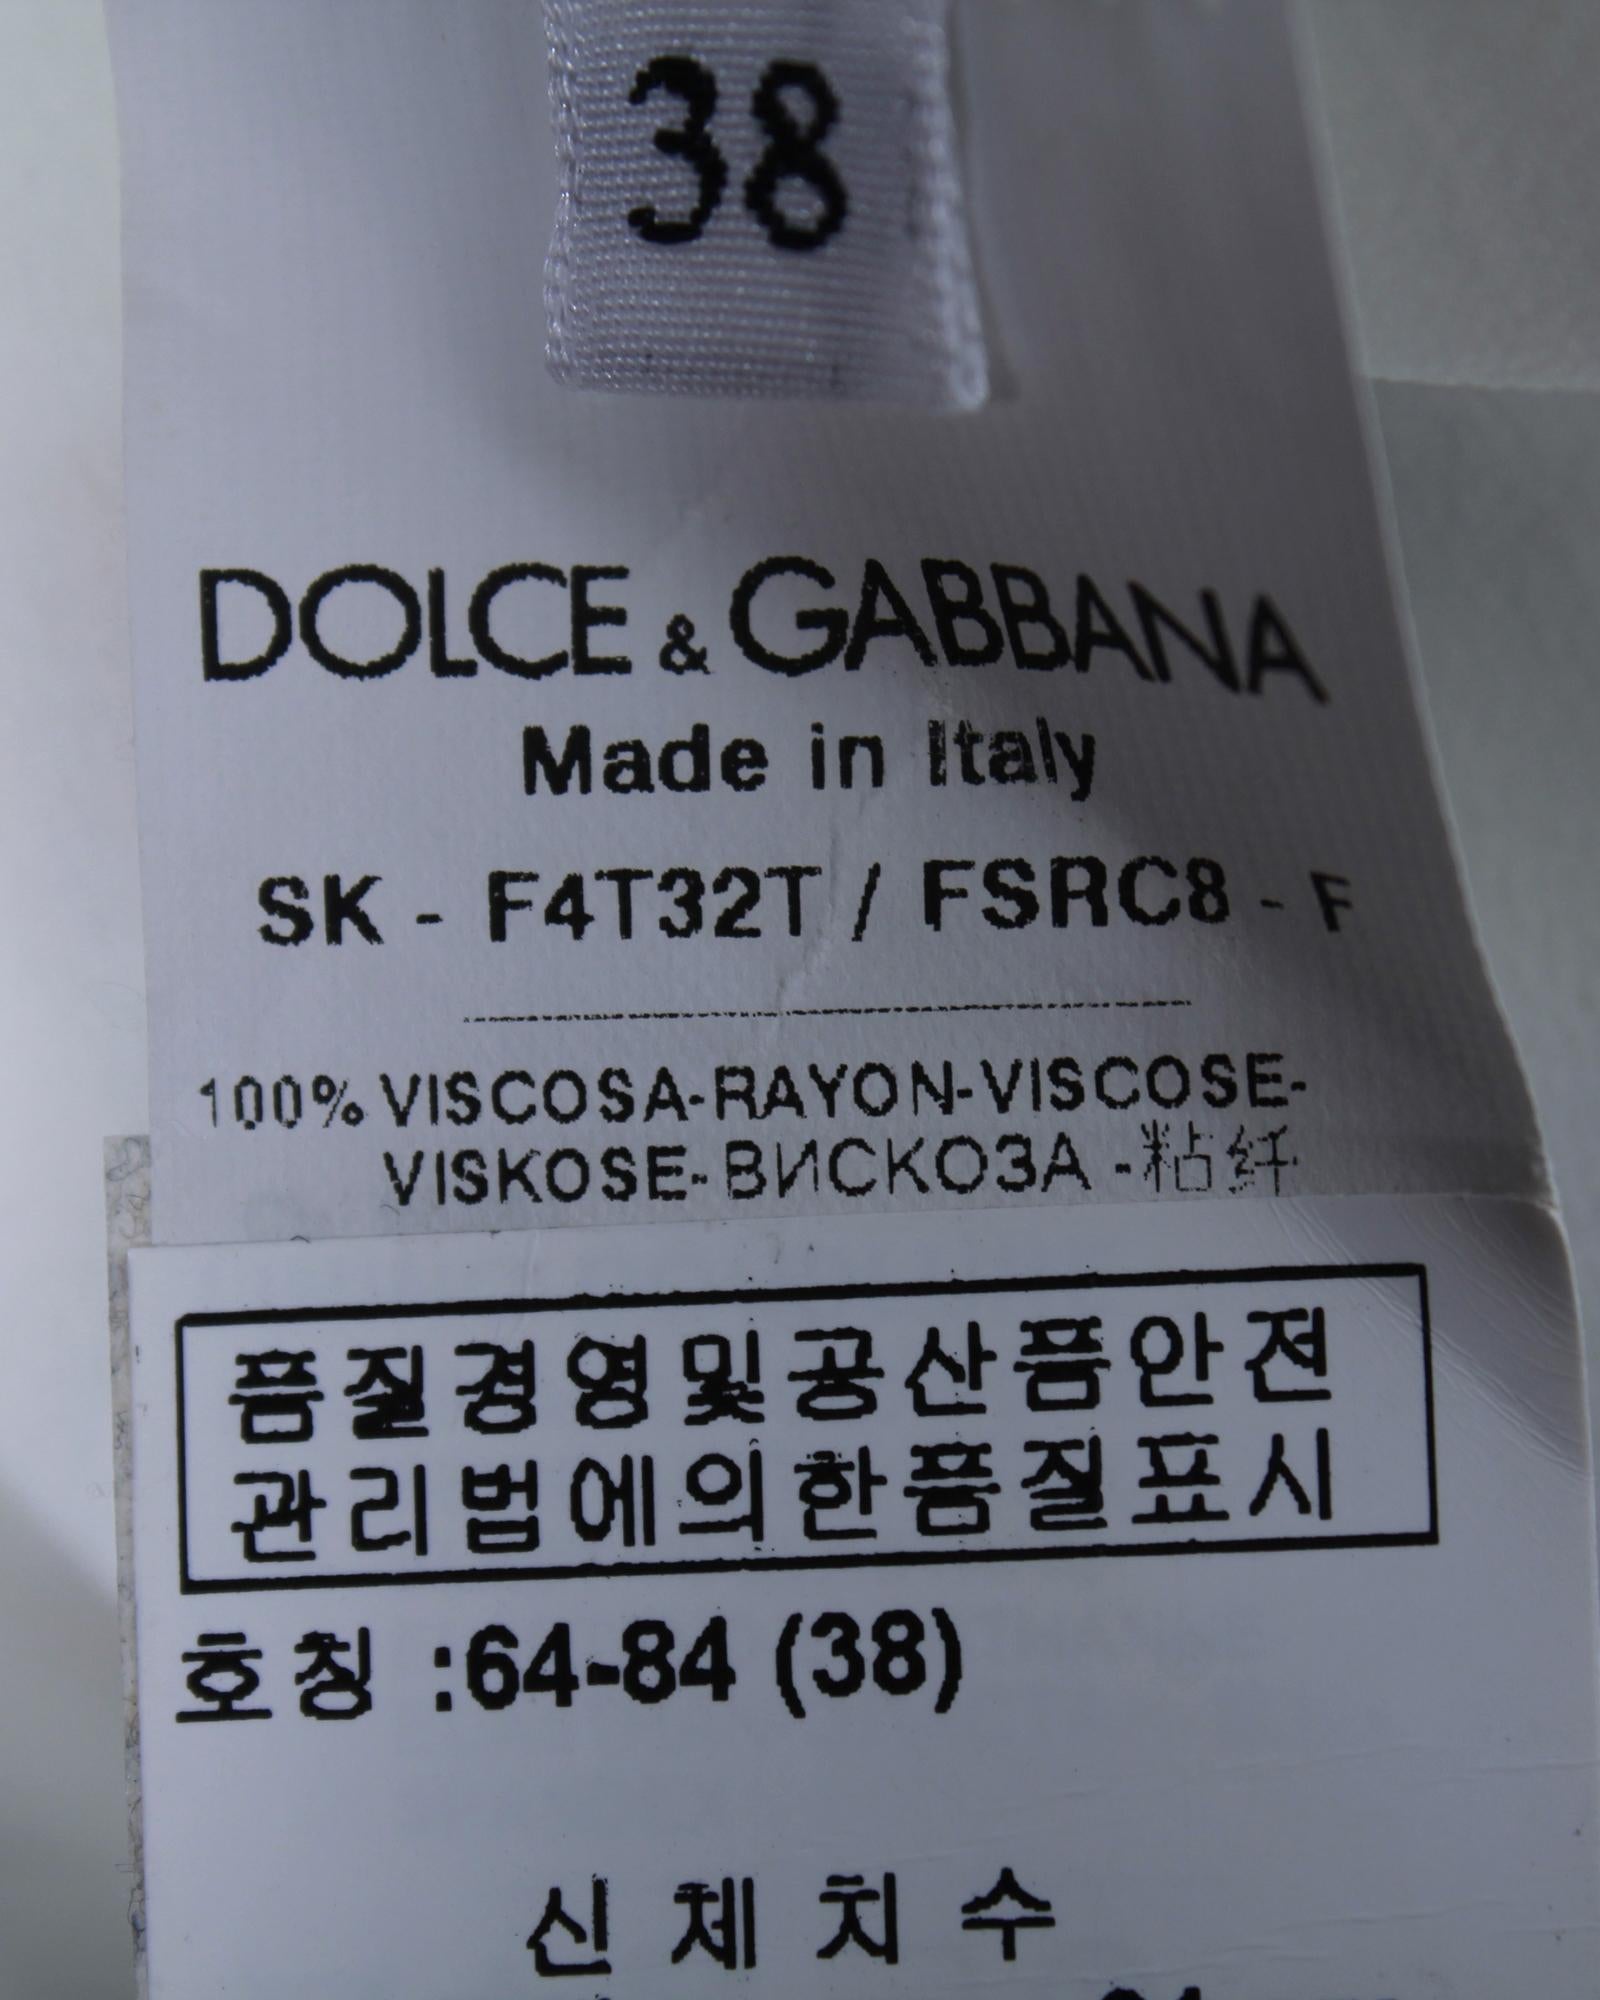 38
DOLCE & GABBANA
Made in Italy
SK - F4T32T / FSRC8 - F
100% VISCOSA-RAYON-VISCOSE-
VISKOSE-ВИСКОЗА -粘纤
품질경영및공산품안전
관리법에의한품질표시
호칭 :64-84 (38)
신체치수